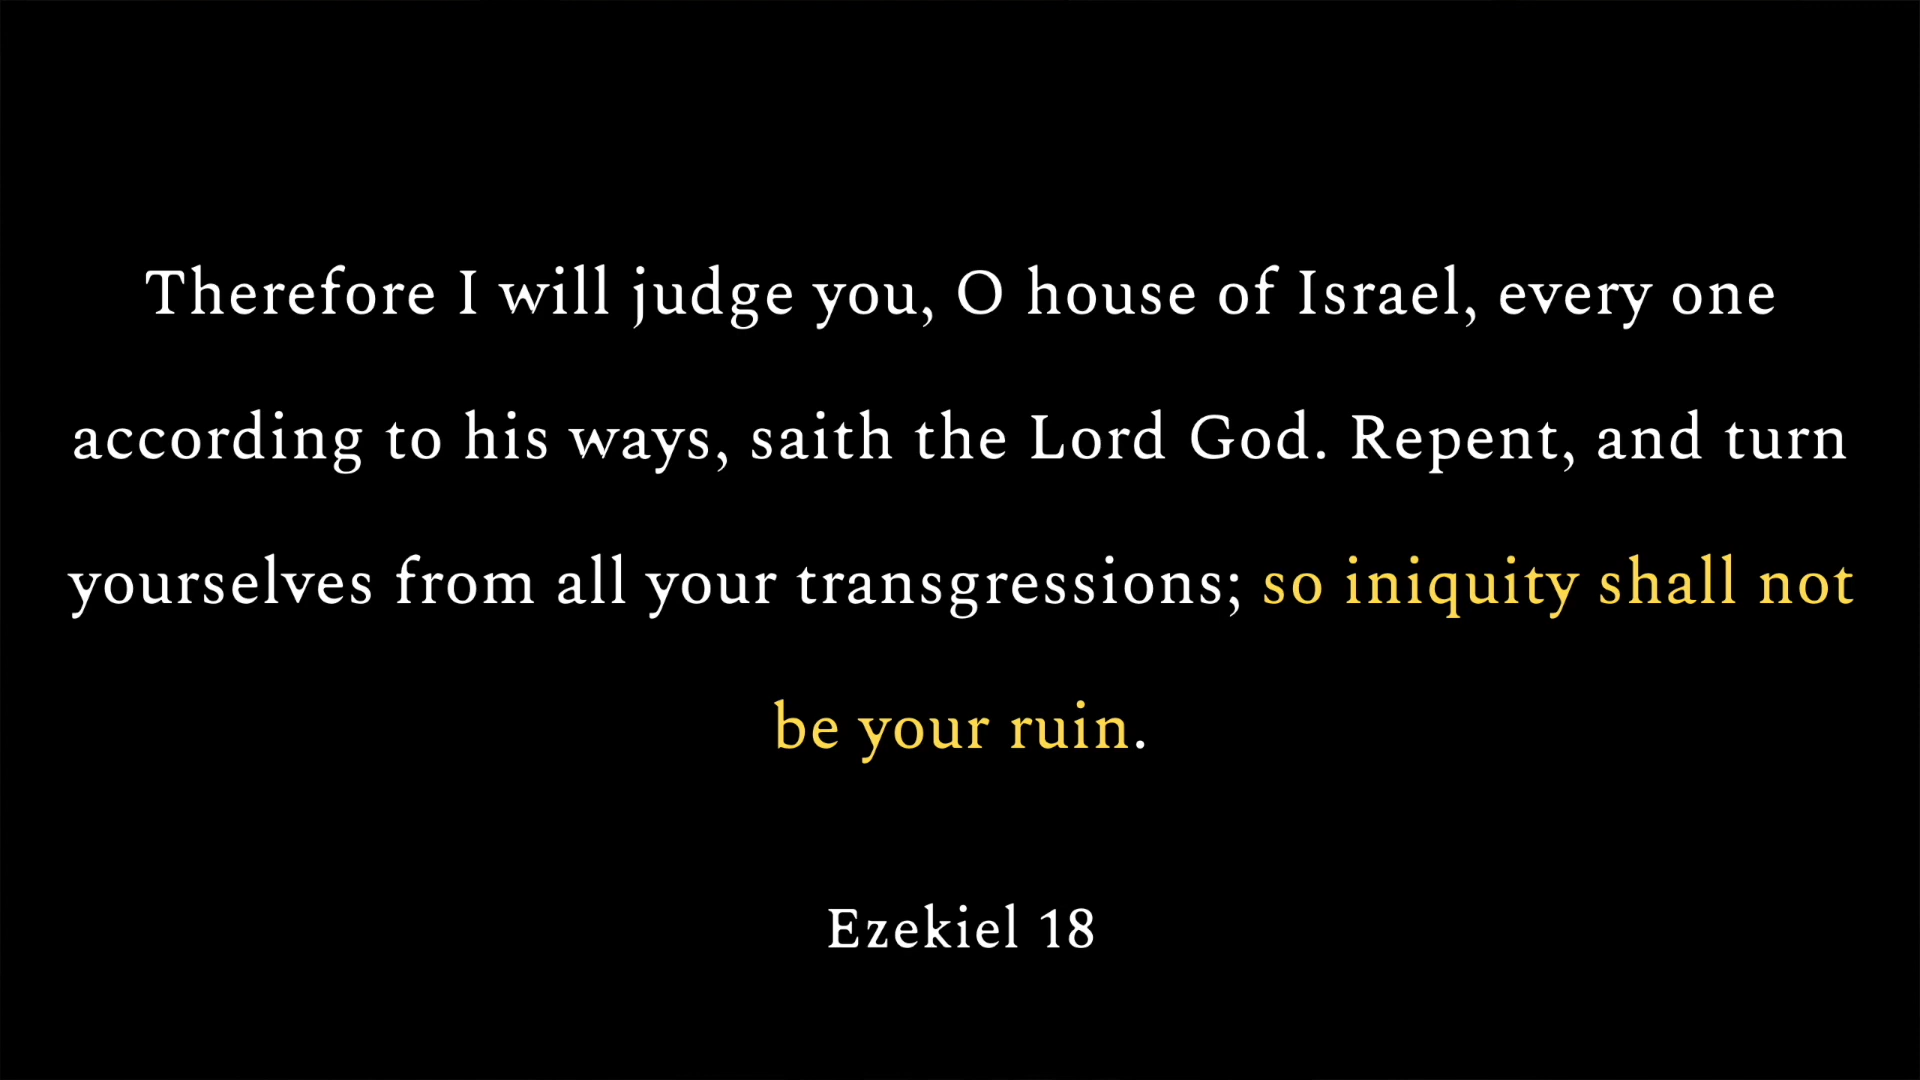 Therefore I will judge you, O house of Israel, every one
according to his ways, saith the Lord God. Repent, and turn
yourselves from all your transgressions; so iniquity shall not
be your ruin.
Ezekiel 18